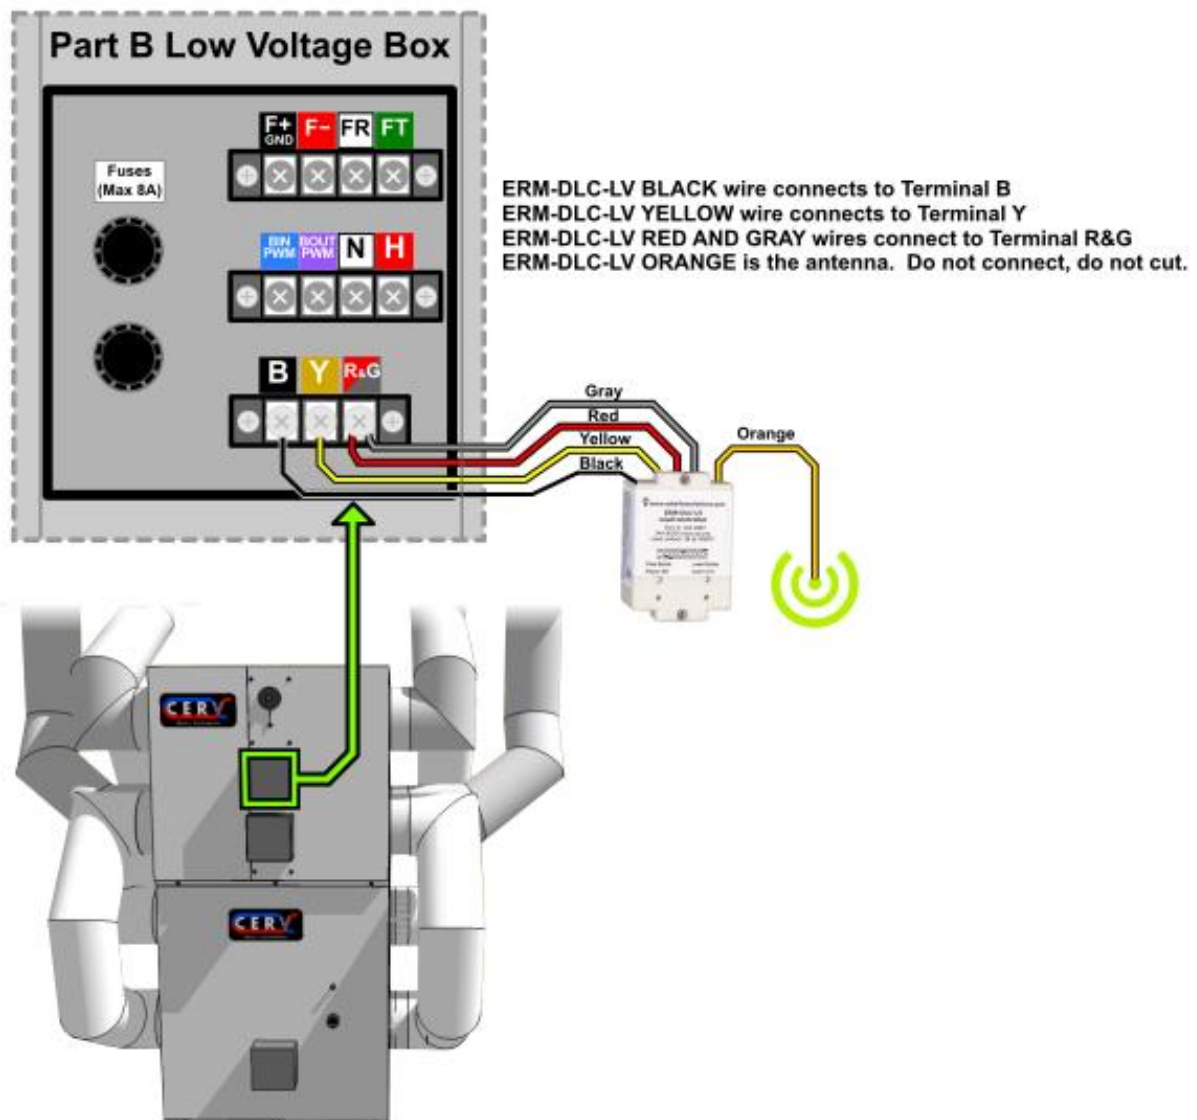 Part B Low Voltage Box
F+ F- FR FT
GND
Fuses
(Max 8A)
BIN BOUT N H
PWM PWM
B Y R&G
ERM-DLC-LV BLACK wire connects to Terminal B
ERM-DLC-LV YELLOW wire connects to Terminal Y
ERM-DLC-LV RED AND GRAY wires connect to Terminal R&G
ERM-DLC-LV ORANGE is the antenna. Do not connect, do not cut.
Gray
Red
Yellow
Black
Orange
ERM-DLC-LV
CERV
CERV